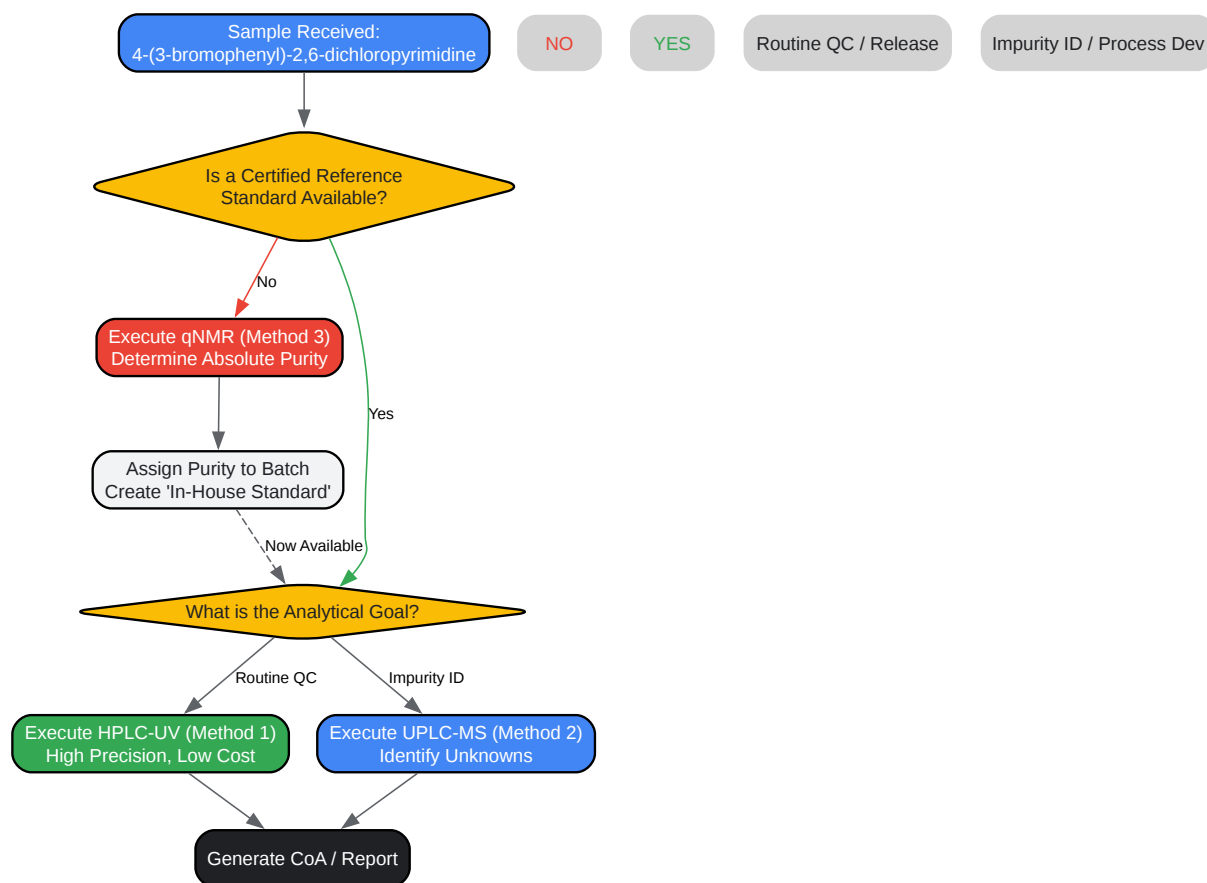 Sample Received:
4-(3-bromophenyl)-2,6-dichloropyrimidine
NO
YES
Routine QC / Release
Impurity ID / Process Dev
Is a Certified Reference
Standard Available?
No
Execute qNMR (Method 3)
Determine Absolute Purity
Yes
Assign Purity to Batch
Create 'In-House Standard'
Now Available
What is the Analytical Goal?
Routine QC
Impurity ID
Execute HPLC-UV (Method 1)
High Precision, Low Cost
Execute UPLC-MS (Method 2)
Identify Unknowns
Generate CoA / Report